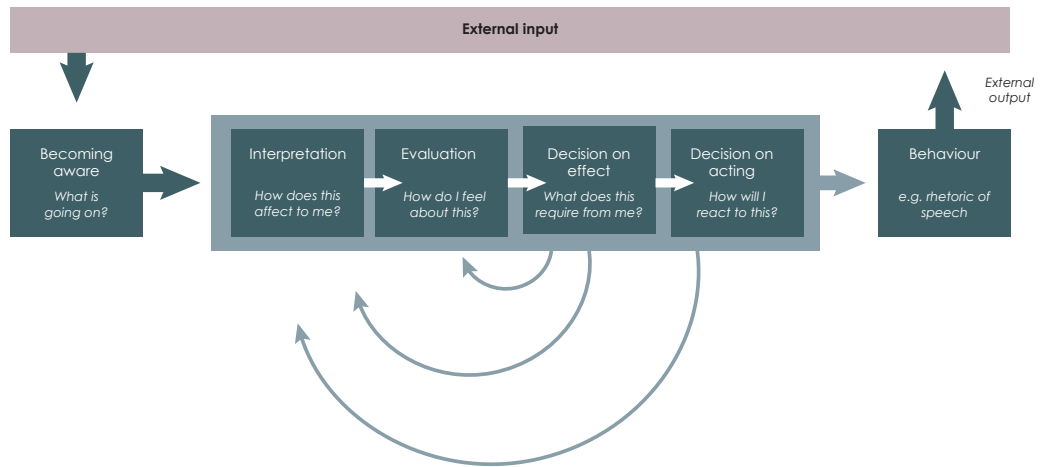 External input
External
output
Becoming
aware
What is
going on?
Interpretation
How does this
affect to me?
Evaluation
How do I feel
about this?
Decision on
effect
What does this
require from me?
Decision on
acting
How will I
react to this?
Behaviour
e.g. rhetoric of
speech